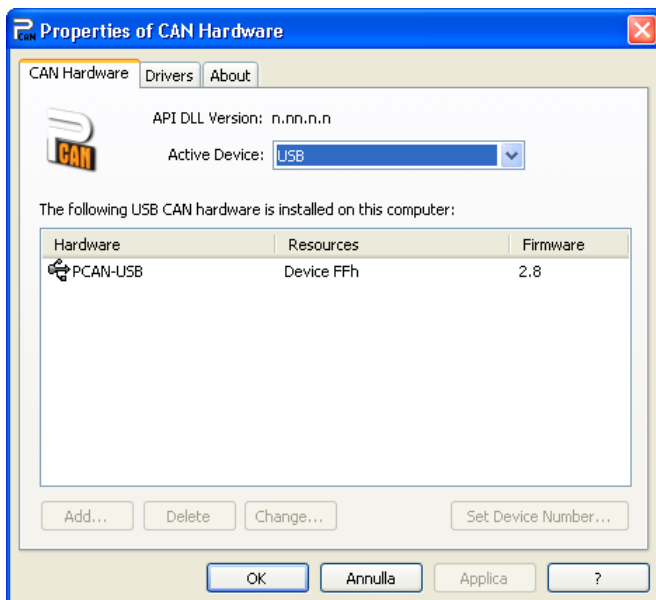 PCAN Properties of CAN Hardware
CAN Hardware Drivers About
PCAN
API DLL Version: n.nn.n.n
Active Device: USB
The following USB CAN hardware is installed on this computer:
Hardware Resources Firmware
PCAN-USB Device FFh 2.8
Add... Delete Change... Set Device Number...
OK Annulla Applica ?